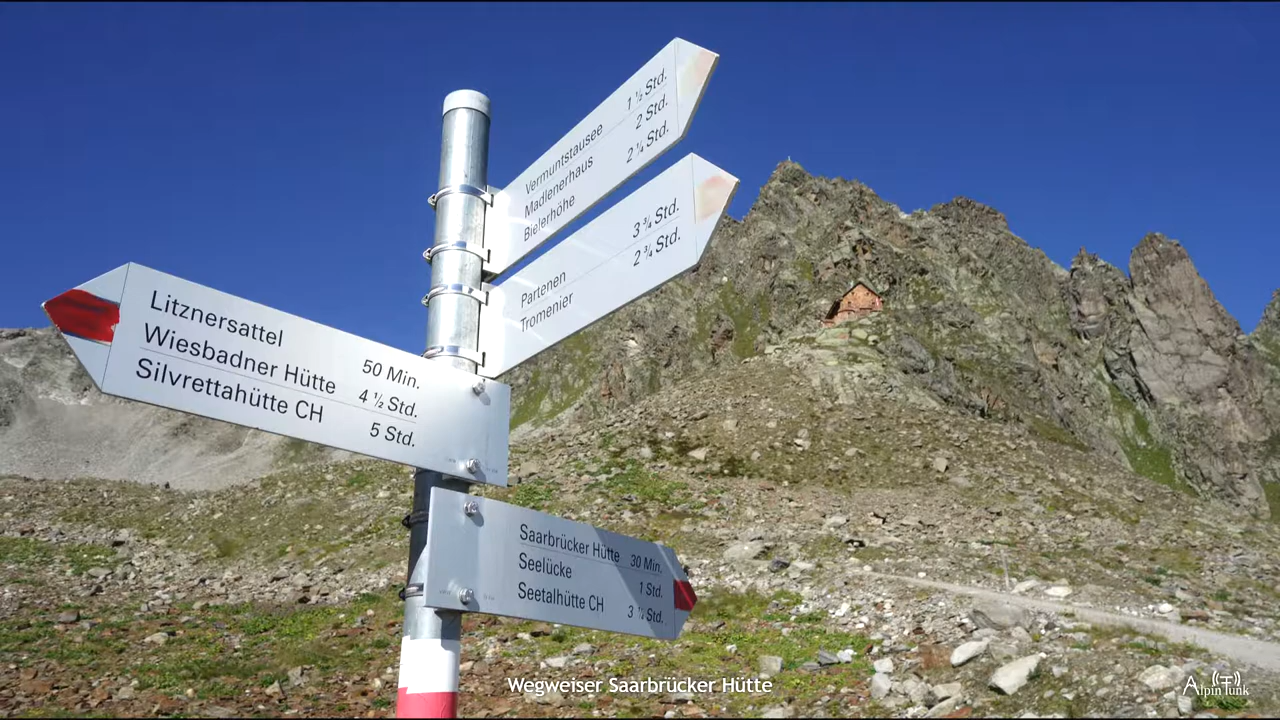 Vermuntstausee 1 ½ Std.
Madlenerhaus 2 Std.
Bielerhöhe 2 ¼ Std.
Partenen 3 ¾ Std.
Tromenier 2 ¾ Std.
Litznersattel 50 Min.
Wiesbadner Hütte 4 ½ Std.
Silvrettahütte CH 5 Std.
Saarbrücker Hütte 30 Min.
Seelücke 1 Std.
Seetalhütte CH 3 ½ Std.
Wegweiser Saarbrücker Hütte
AlpinFunk